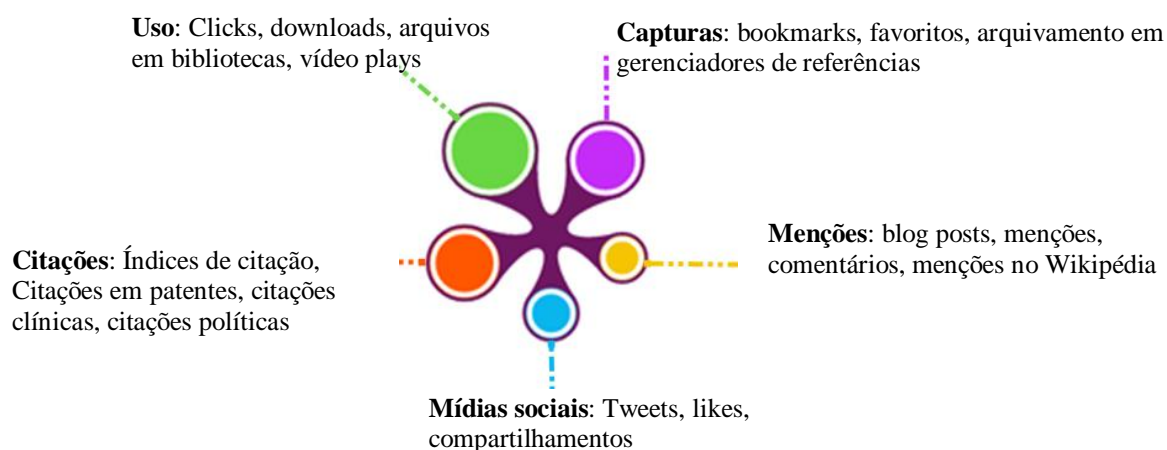 Uso: Clicks, downloads, arquivos
em bibliotecas, vídeo plays
Capturas: bookmarks, favoritos, arquivamento em
gerenciadores de referências
Menções: blog posts, menções,
comentários, menções no Wikipédia
Citações: Índices de citação,
Citações em patentes, citações
clínicas, citações políticas
Mídias sociais: Tweets, likes,
compartilhamentos